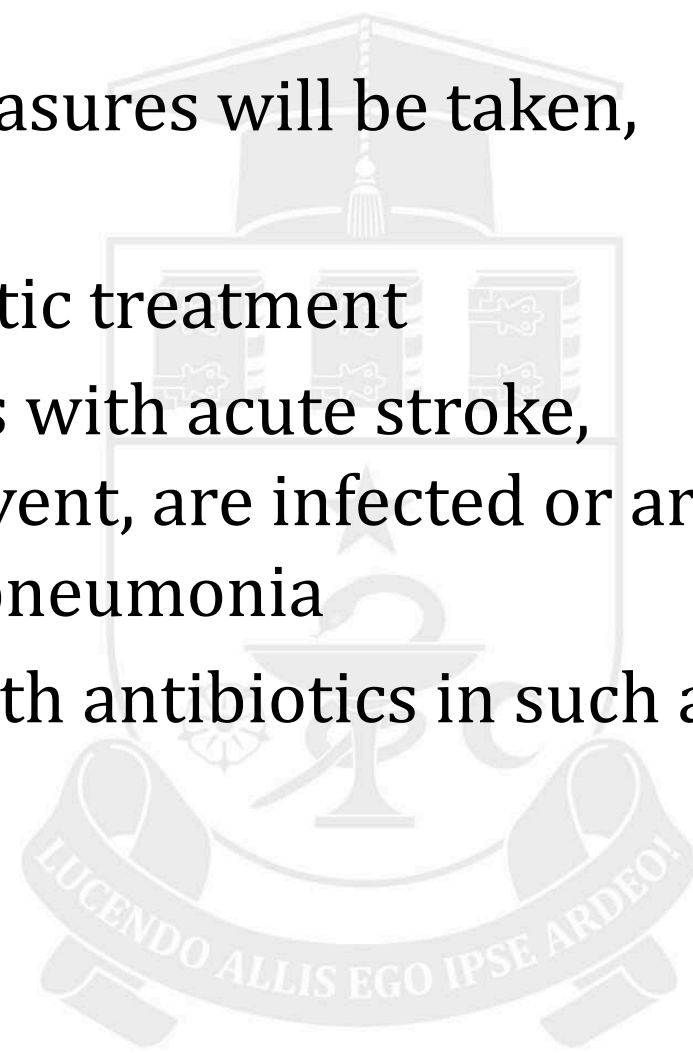 asures will be taken,
tic treatment
s with acute stroke,
vent, are infected or ar
pneumonia
th antibiotics in such a
LUCENDO ALLIS EGO IPSE ARDEO!